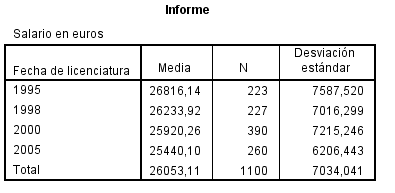 Informe
Salario en euros
Fecha de licenciatura Media N Desviación estándar
1995 26816,14 223 7587,520
1998 26233,92 227 7016,299
2000 25920,26 390 7215,246
2005 25440,10 260 6206,443
Total 26053,11 1100 7034,041